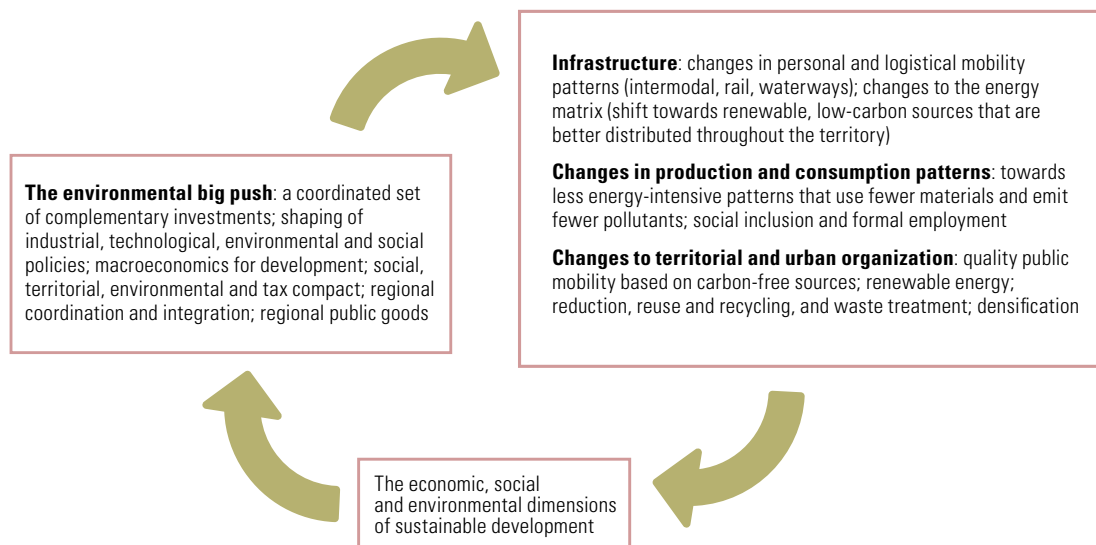 The environmental big push: a coordinated set
of complementary investments; shaping of
industrial, technological, environmental and social
policies; macroeconomics for development; social,
territorial, environmental and tax compact; regional
coordination and integration; regional public goods
Infrastructure: changes in personal and logistical mobility
patterns (intermodal, rail, waterways); changes to the energy
matrix (shift towards renewable, low-carbon sources that are
better distributed throughout the territory)
Changes in production and consumption patterns: towards
less energy-intensive patterns that use fewer materials and emit
fewer pollutants; social inclusion and formal employment
Changes to territorial and urban organization: quality public
mobility based on carbon-free sources; renewable energy;
reduction, reuse and recycling, and waste treatment; densification
The economic, social
and environmental dimensions
of sustainable development